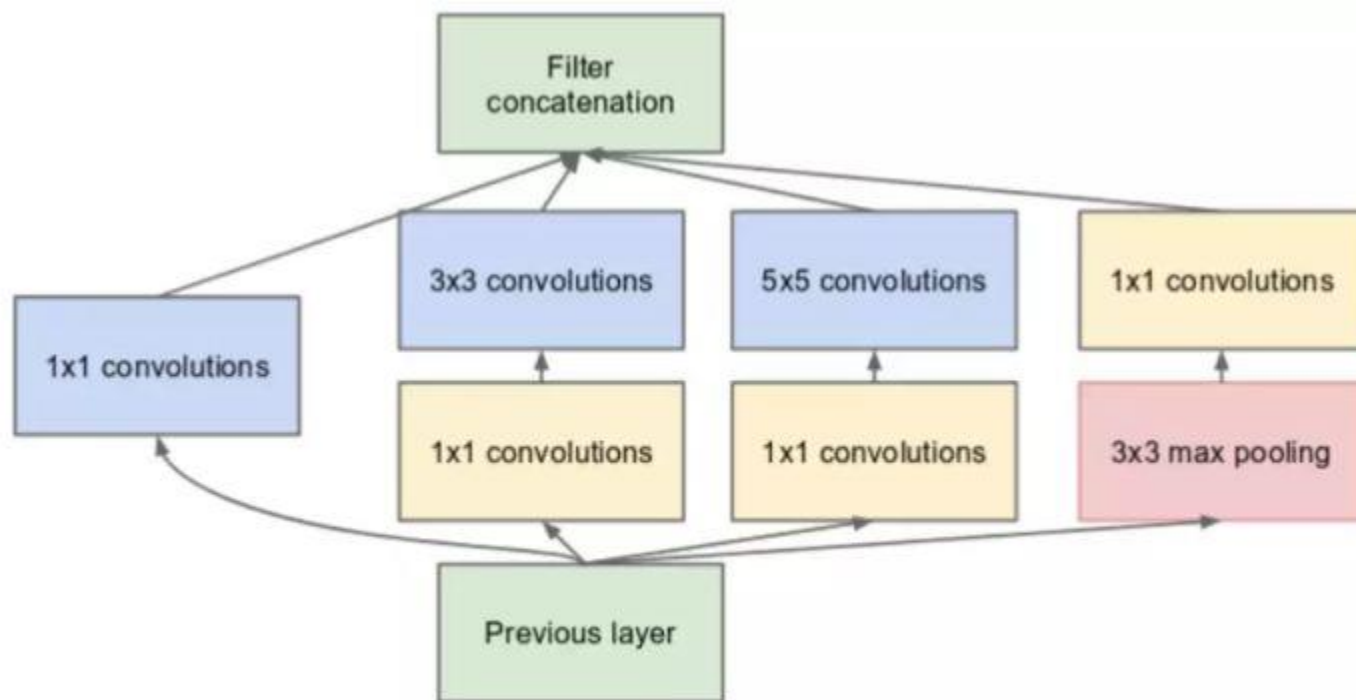 Filter
concatenation
3x3 convolutions
5x5 convolutions
1x1 convolutions
1x1 convolutions
1x1 convolutions
1x1 convolutions
3x3 max pooling
Previous layer